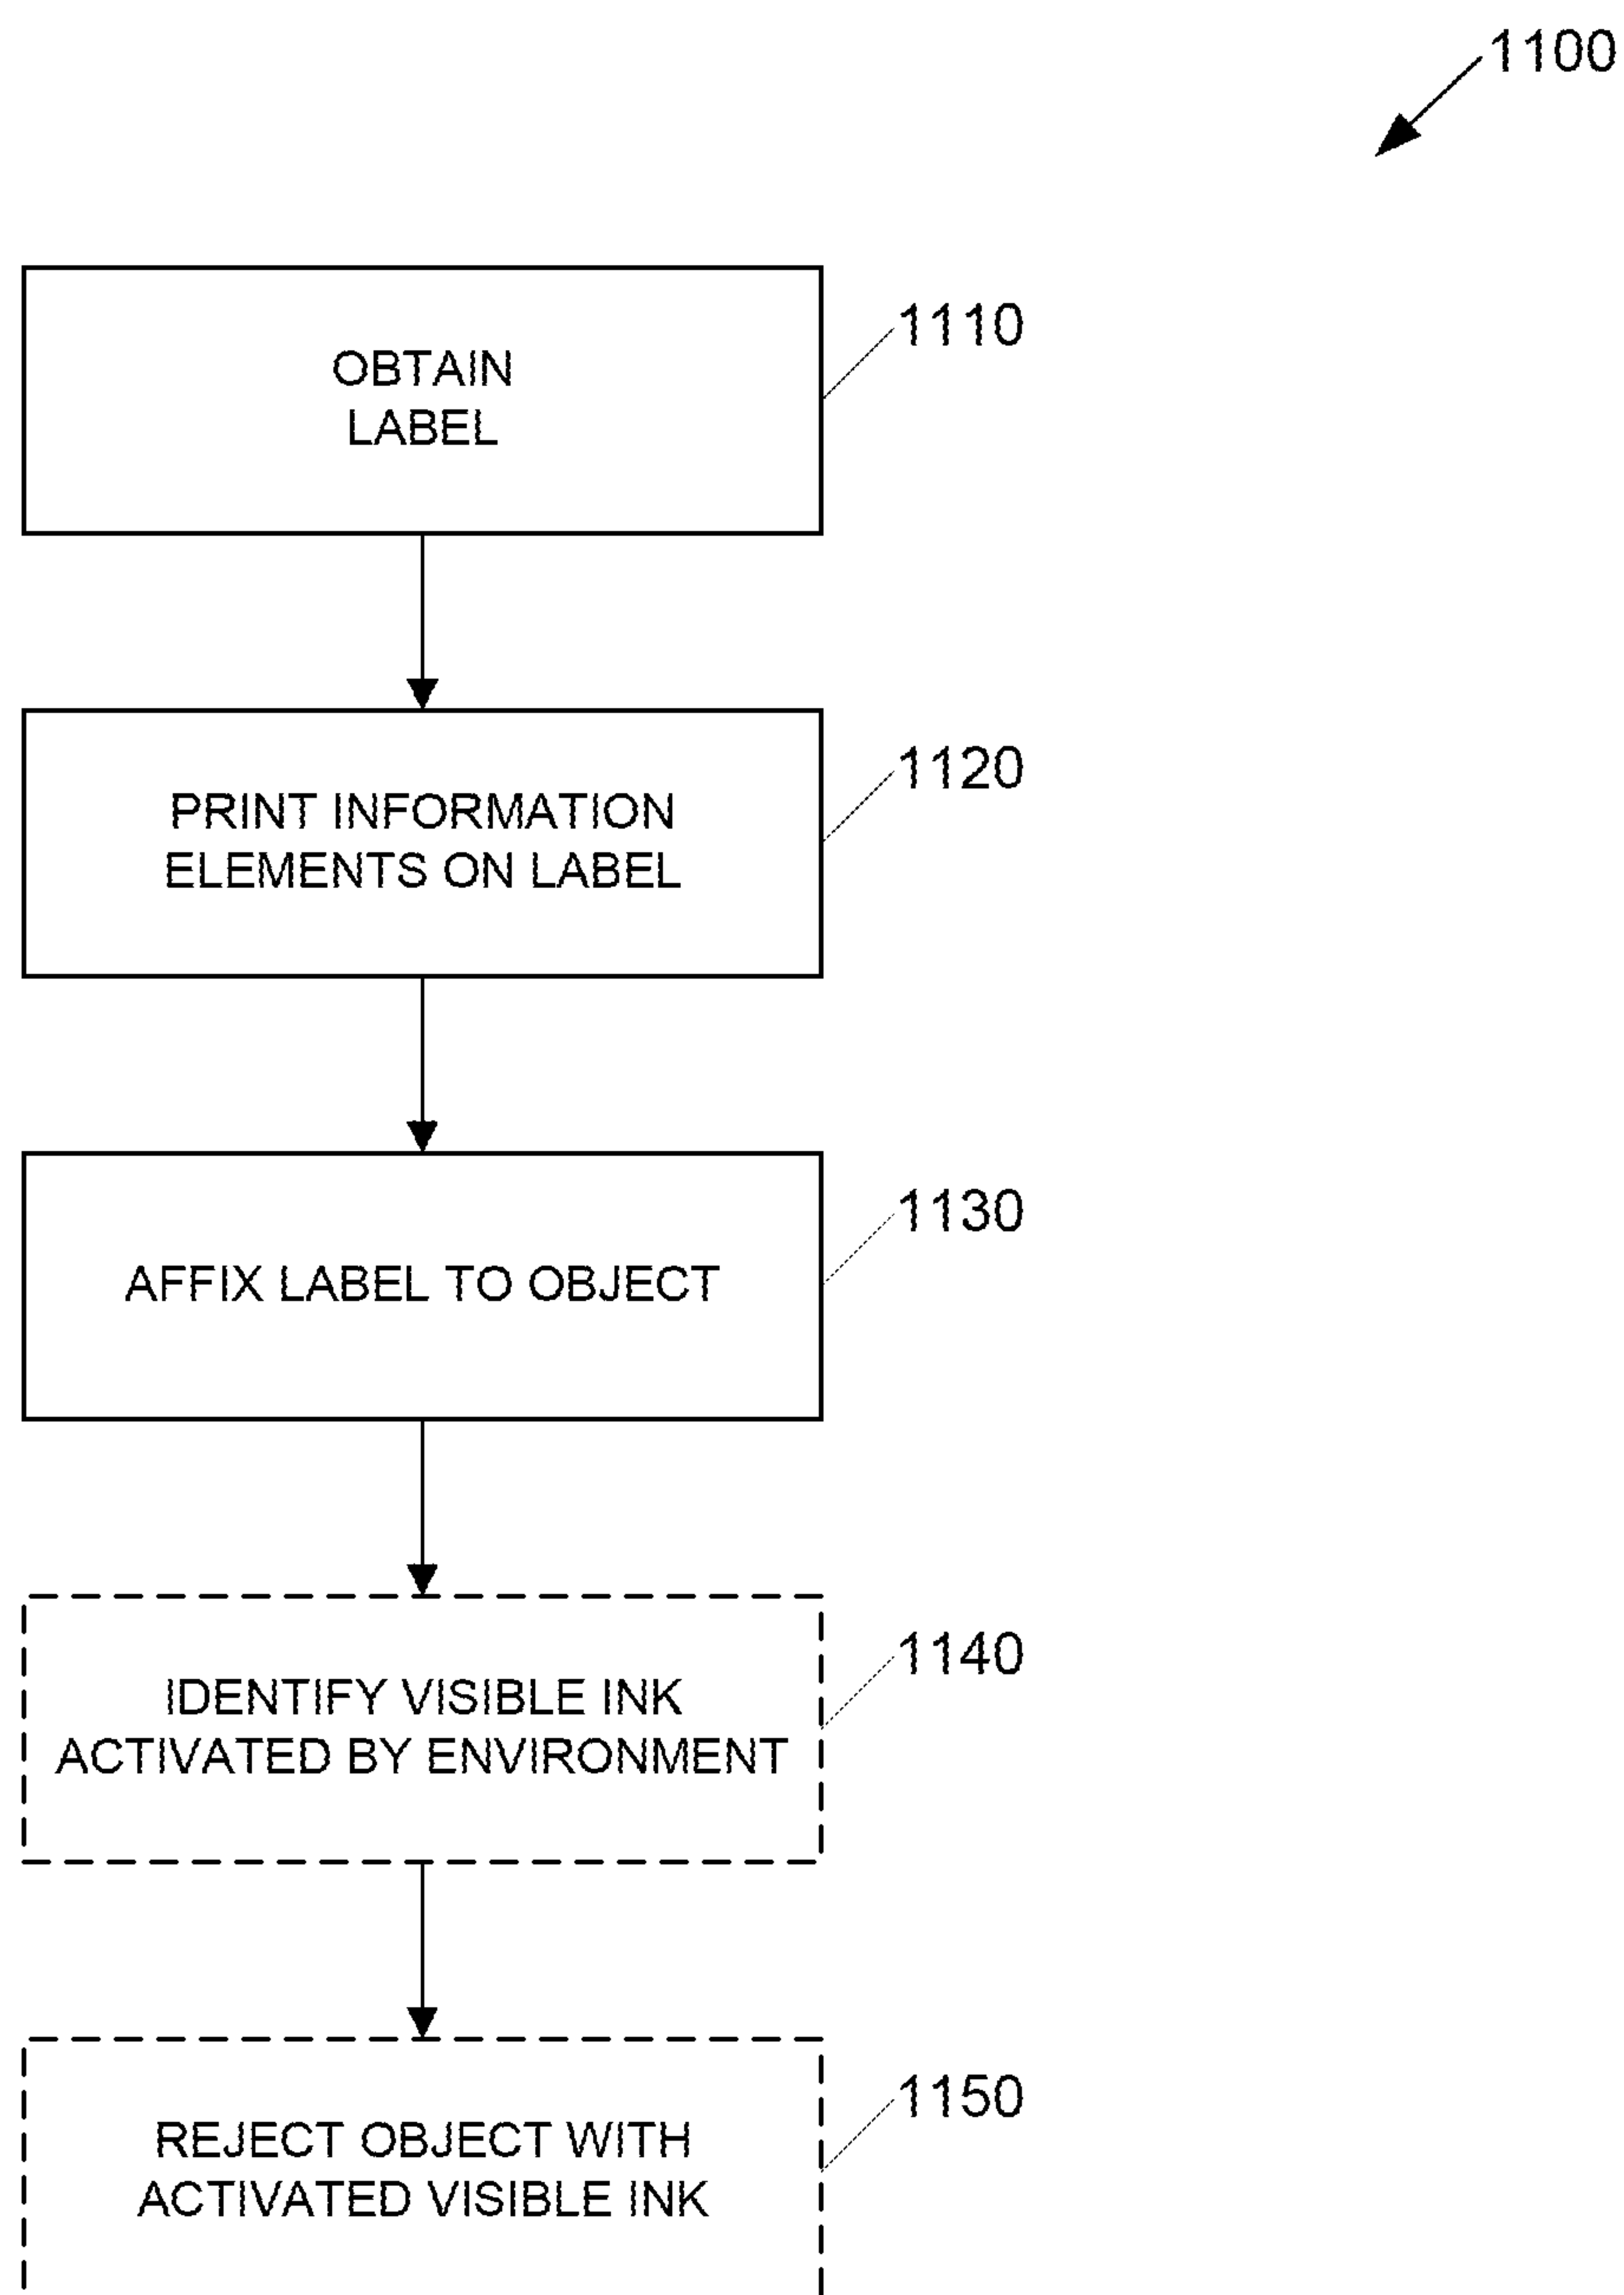 1100
OBTAIN
LABEL
1110
PRINT INFORMATION
ELEMENTS ON LABEL
1120
AFFIX LABEL TO OBJECT
1130
IDENTIFY VISIBLE INK
ACTIVATED BY ENVIRONMENT
1140
REJECT OBJECT WITH
ACTIVATED VISIBLE INK
1150